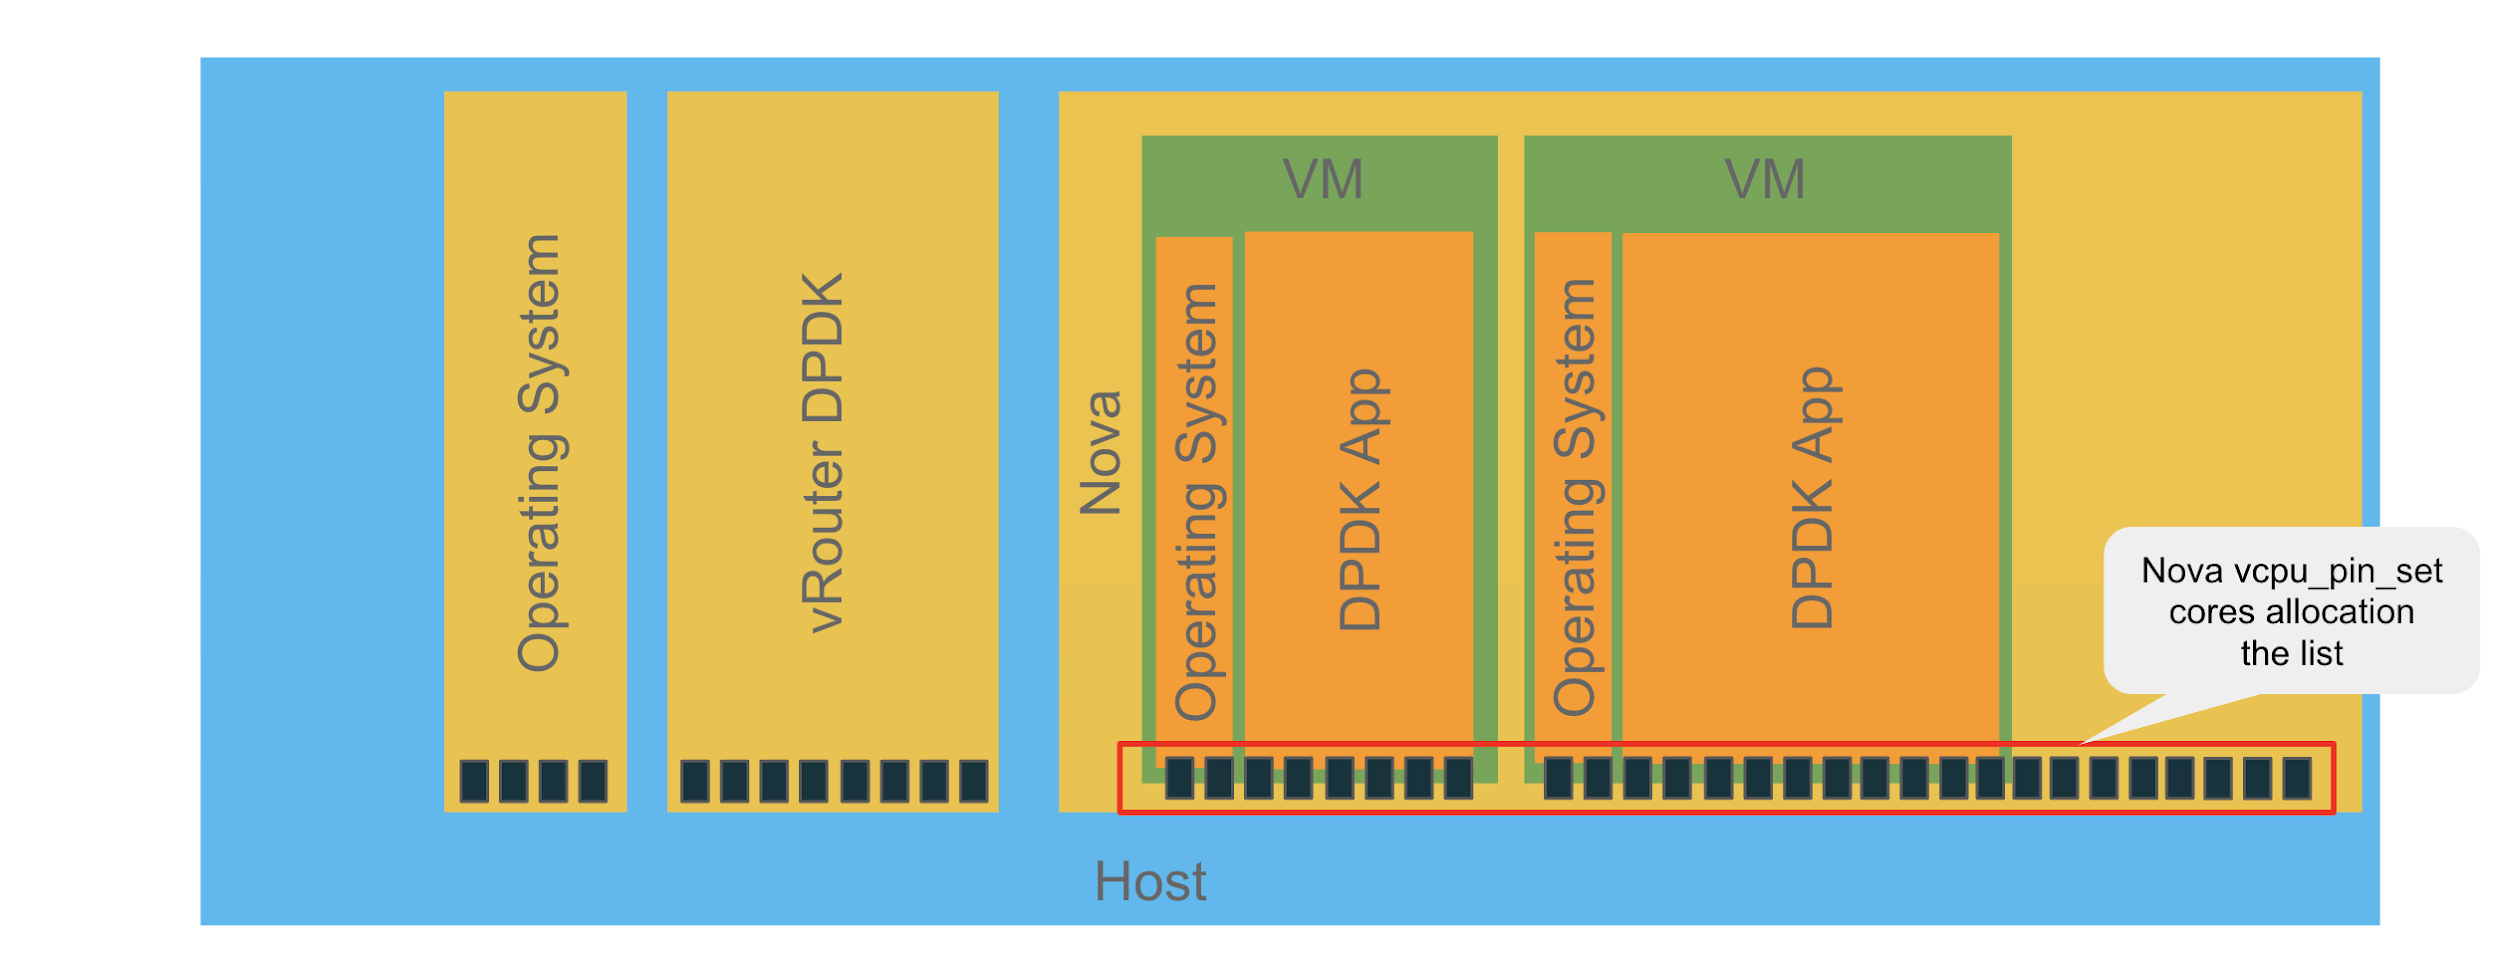 Operating System
vRouter DPDK
Nova
VM
Operating System
DPDK App
VM
Operating System
DPDK App
Nova vcpu_pin_set
cores allocation
the list
Host